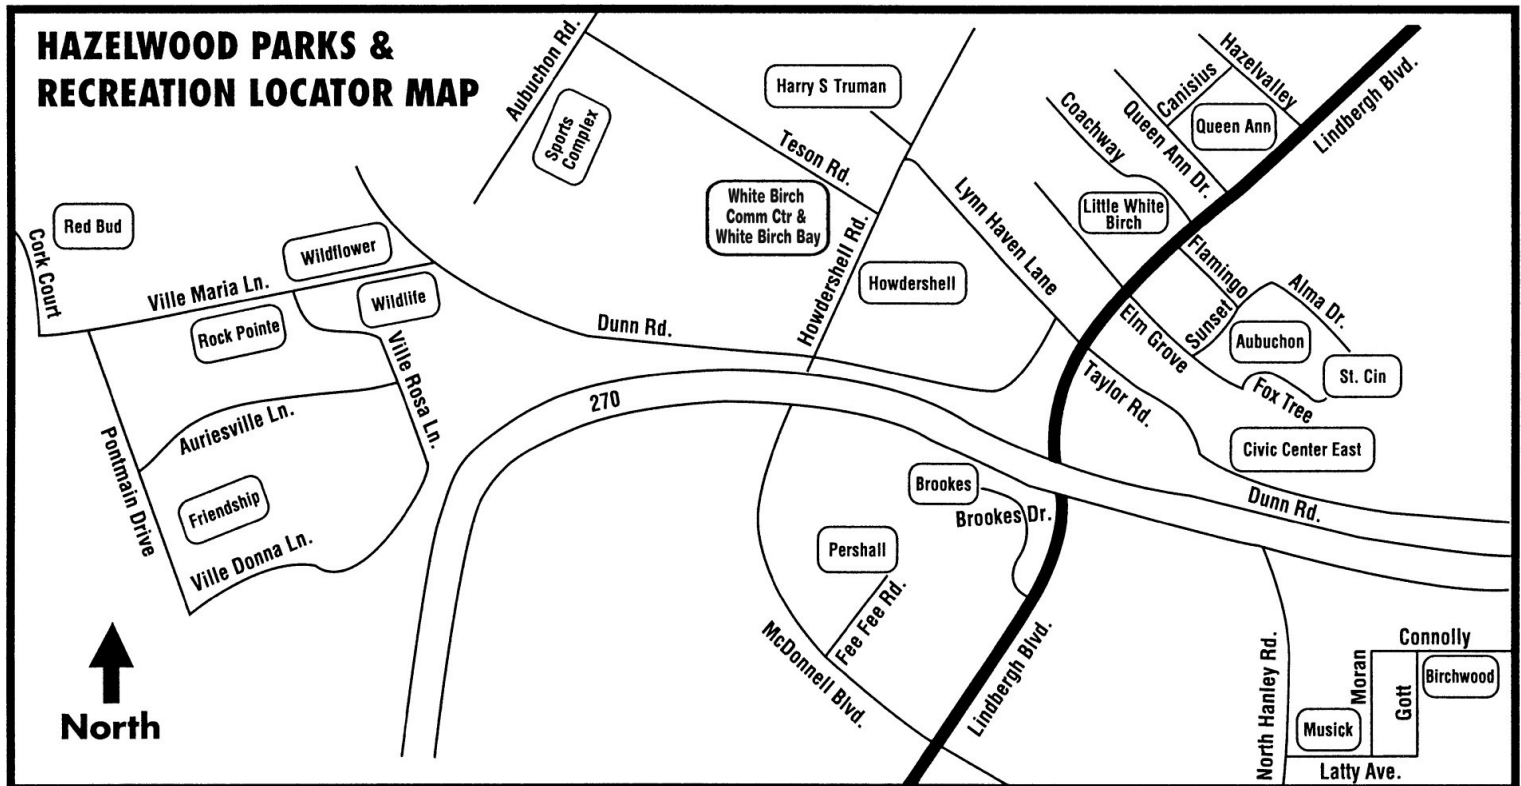 HAZELWOOD PARKS &
RECREATION LOCATOR MAP
Aubuchon Rd.
Sports
Complex
Harry S Truman
Teson Rd.
White Birch
Comm Ctr &
White Birch Bay
Howdershell Rd.
Howdershell
Lynn Haven Lane
Coachway
Queen Ann Dr.
Canisius
Hazelvalley
Queen Ann
Lindbergh Blvd.
Little White
Birch
Flamingo
Sunset
Alma Dr.
Elm Grove
Aubuchon
St. Cin
Fox Tree
Taylor Rd.
Civic Center East
Dunn Rd.
Red Bud
Cork Court
Ville Maria Ln.
Wildflower
Wildlife
Rock Pointe
Ville Rosa Ln.
Auriesville Ln.
Pontmain Drive
Friendship
Ville Donna Ln.
Dunn Rd.
270
Brookes
Brookes Dr.
Pershall
Fee Fee Rd.
McDonnell Blvd.
Lindbergh Blvd.
North Hanley Rd.
Connolly
Moran
Gott
Birchwood
Musick
Latty Ave.
North